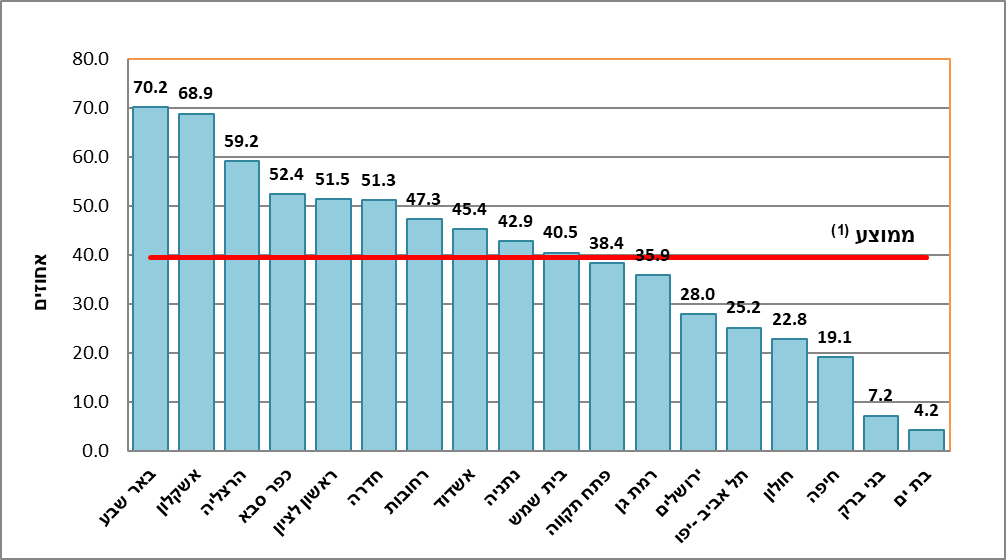 80.0
70.0
60.0
50.0
40.0
30.0
20.0
10.0
0.0
אחוזים
70.2
68.9
59.2
52.4
51.5
51.3
47.3
45.4
42.9
40.5
38.4
35.9
28.0
25.2
22.8
19.1
7.2
4.2
ממוצע (1)
באר שבע
אשקלון
הרצליה
כפר סבא
ראשון לציון
חדרה
רחובות
אשדוד
נתניה
בית שמש
פתח תקווה
רמת גן
ירושלים
תל אביב -יפו
חולון
חיפה
בני ברק
בת ים